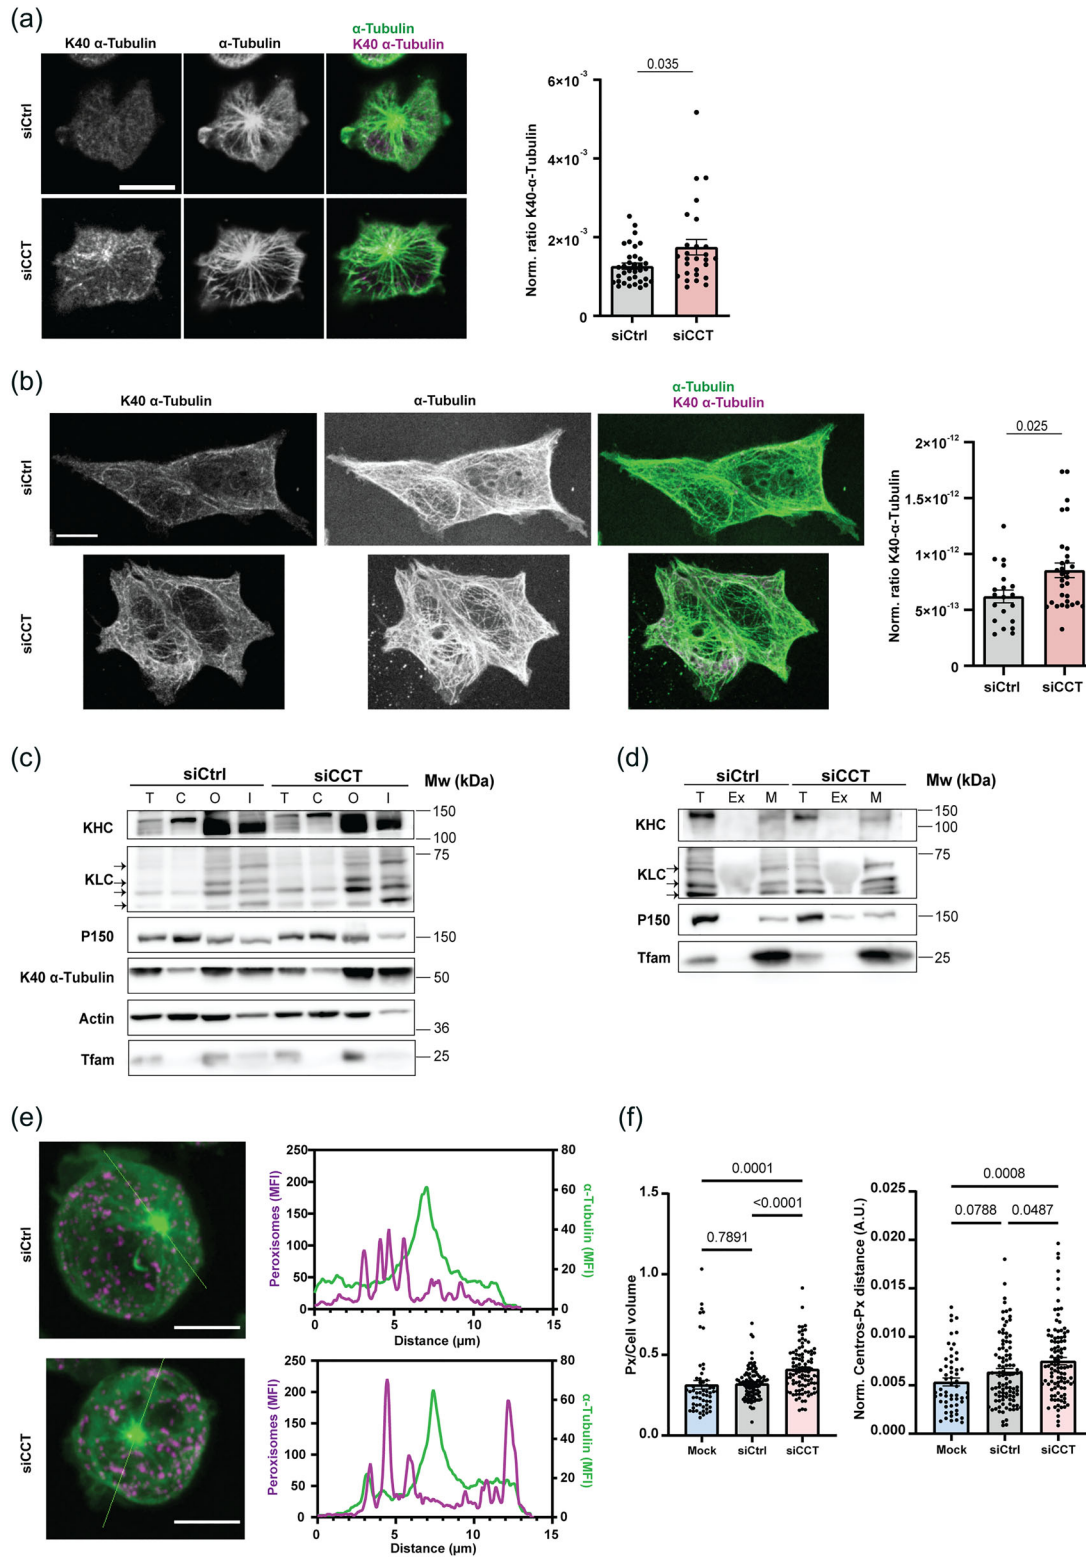 (a)
K40 α-Tubulin
α-Tubulin
α-Tubulin
K40 α-Tubulin
siCtrl
siCCT
Norm. ratio K40-α-Tubulin
6×10⁻³
4×10⁻³
2×10⁻³
0
0.035
siCtrl
siCCT
(b)
K40 α-Tubulin
α-Tubulin
α-Tubulin
K40 α-Tubulin
siCtrl
siCCT
Norm. ratio K40-α-Tubulin
2×10⁻¹²
1.5×10⁻¹²
1×10⁻¹²
5×10⁻¹³
0
0.025
siCtrl
siCCT
(c)
siCtrl
siCCT
Mw (kDa)
T C O I T C O I
KHC
150
100
KLC
75
P150
150
K40 α-Tubulin
50
Actin
36
Tfam
25
(d)
siCtrl
siCCT
Mw (kDa)
T Ex M T Ex M
KHC
150
100
KLC
75
P150
150
Tfam
25
(e)
siCtrl
Peroxisomes (MFI)
250
200
150
100
50
0
80
60
40
20
0
α-Tubulin (MFI)
0 5 10 15
Distance (µm)
siCCT
Peroxisomes (MFI)
250
200
150
100
50
0
80
60
40
20
0
α-Tubulin (MFI)
0 5 10 15
Distance (µm)
(f)
Px/Cell volume
1.5
1.0
0.5
0.0
0.0001
<0.0001
0.7891
Mock siCtrl siCCT
Norm. Centros-Px distance (A.U.)
0.025
0.020
0.015
0.010
0.005
0.000
0.0008
0.0788 0.0487
Mock siCtrl siCCT